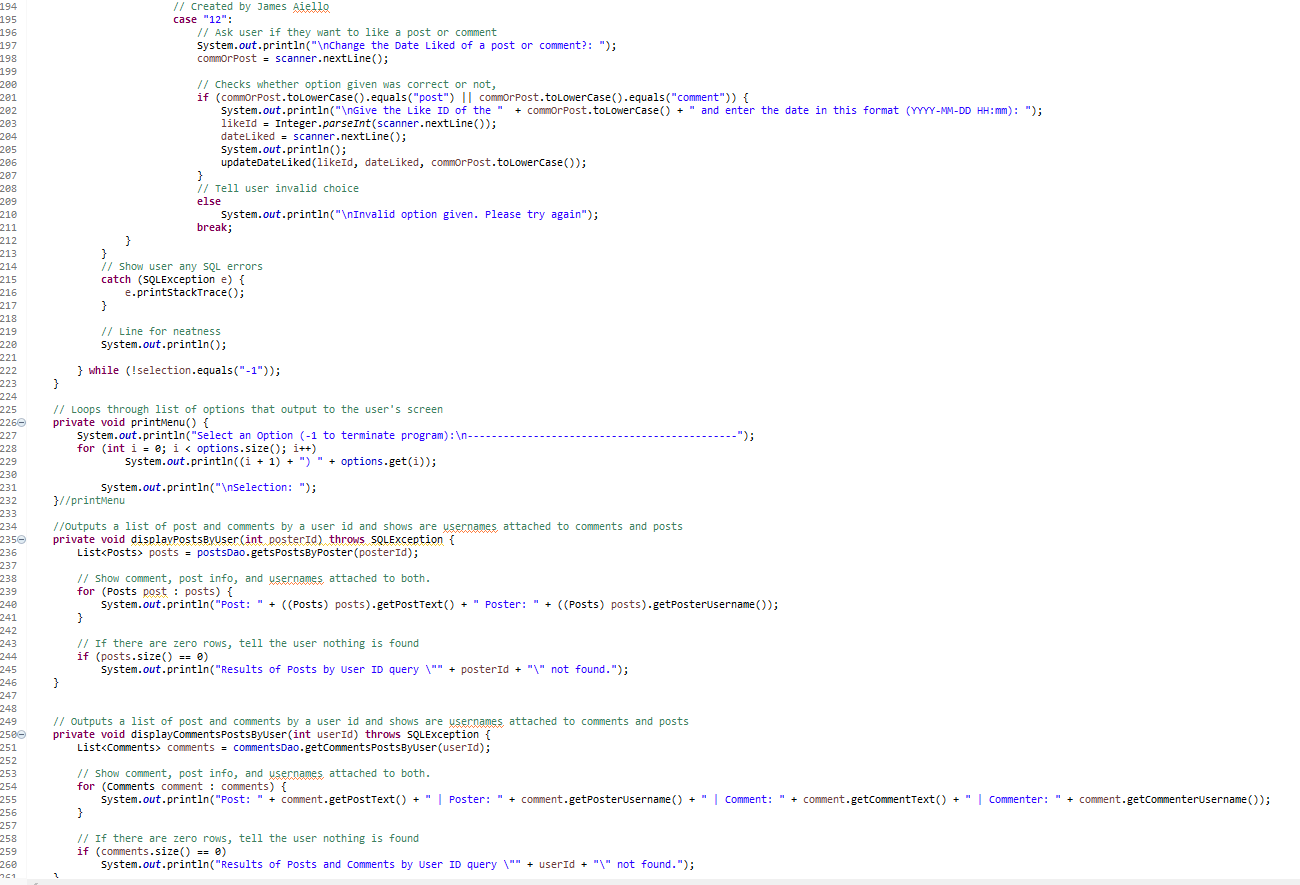 194 // Created by James Aiello
195 case "12":
196 // Ask user if they want to like a post or comment
197 System.out.println("\nChange the Date Liked of a post or comment?: ");
198 commOrPost = scanner.nextLine();
199
200 // Checks whether option given was correct or not,
201 if (commOrPost.toLowerCase().equals("post") || commOrPost.toLowerCase().equals("comment")) {
202 System.out.println("\nGive the Like ID of the "  + commOrPost.toLowerCase() + " and enter the date in this format (YYYY-MM-DD HH:mm): ");
203 likeId = Integer.parseInt(scanner.nextLine());
204 dateLiked = scanner.nextLine();
205 System.out.println();
206 updateDateLiked(likeId, dateLiked, commOrPost.toLowerCase());
207 }
208 // Tell user invalid choice
209 else
210 System.out.println("\nInvalid option given. Please try again");
211 break;
212 }
213 }
214 // Show user any SQL errors
215 catch (SQLException e) {
216 e.printStackTrace();
217 }
218
219 // Line for neatness
220 System.out.println();
221
222 } while (!selection.equals("-1"));
223 }
224
225 // Loops through list of options that output to the user's screen
226 private void printMenu() {
227 System.out.println("Select an Option (-1 to terminate program):\n---------------------------------------------");
228 for (int i = 0; i < options.size(); i++)
229 System.out.println((i + 1) + ") " + options.get(i));
230
231 System.out.println("\nSelection: ");
232 }//printMenu
233
234 //Outputs a list of post and comments by a user id and shows are usernames attached to comments and posts
235 private void displayPostsByUser(int posterId) throws SQLException {
236 List<Posts> posts = postsDao.getsPostsByPoster(posterId);
237
238 // Show comment, post info, and usernames attached to both.
239 for (Posts post : posts) {
240 System.out.println("Post: " + ((Posts) posts).getPostText() + " Poster: " + ((Posts) posts).getPosterUsername());
241 }
242
243 // If there are zero rows, tell the user nothing is found
244 if (posts.size() == 0)
245 System.out.println("Results of Posts by User ID query \"" + posterId + "\" not found.");
246 }
247
248
249 // Outputs a list of post and comments by a user id and shows are usernames attached to comments and posts
250 private void displayCommentsPostsByUser(int userId) throws SQLException {
251 List<Comments> comments = commentsDao.getCommentsPostsByUser(userId);
252
253 // Show comment, post info, and usernames attached to both.
254 for (Comments comment : comments) {
255 System.out.println("Post: " + comment.getPostText() + " | Poster: " + comment.getPosterUsername() + " | Comment: " + comment.getCommentText() + " | Commenter: " + comment.getCommenterUsername());
256 }
257
258 // If there are zero rows, tell the user nothing is found
259 if (comments.size() == 0)
260 System.out.println("Results of Posts and Comments by User ID query \"" + userId + "\" not found.");
261 }